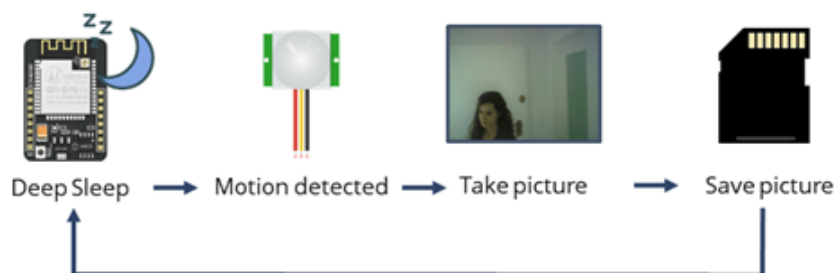 z z
z
Deep Sleep
Motion detected
Take picture
Save picture